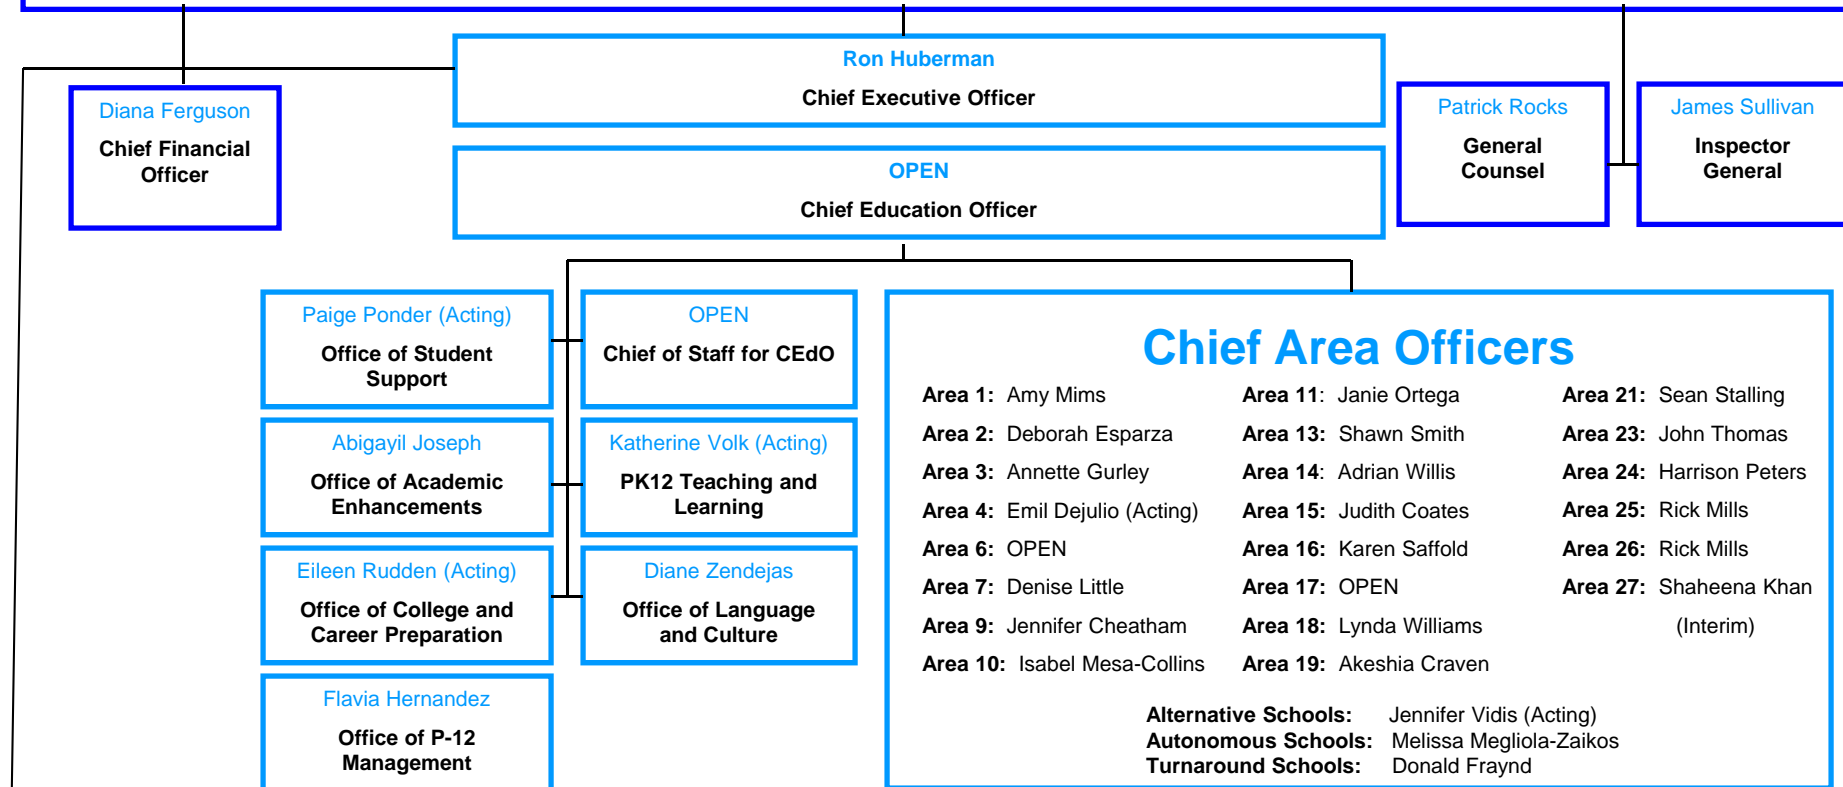 Ron Huberman
Chief Executive Officer
Diana Ferguson
Chief Financial
Officer
Patrick Rocks
General
Counsel
James Sullivan
Inspector
General
OPEN
Chief Education Officer
Paige Ponder (Acting)
Office of Student
Support
OPEN
Chief of Staff for CEdO
Abigayil Joseph
Office of Academic
Enhancements
Katherine Volk (Acting)
PK12 Teaching and
Learning
Eileen Rudden (Acting)
Office of College and
Career Preparation
Diane Zendejas
Office of Language
and Culture
Flavia Hernandez
Office of P-12
Management
Chief Area Officers
Area 1: Amy Mims
Area 2: Deborah Esparza
Area 3: Annette Gurley
Area 4: Emil Dejulio (Acting)
Area 6: OPEN
Area 7: Denise Little
Area 9: Jennifer Cheatham
Area 10: Isabel Mesa-Collins
Area 11: Janie Ortega
Area 13: Shawn Smith
Area 14: Adrian Willis
Area 15: Judith Coates
Area 16: Karen Saffold
Area 17: OPEN
Area 18: Lynda Williams
Area 19: Akeshia Craven
Area 21: Sean Stalling
Area 23: John Thomas
Area 24: Harrison Peters
Area 25: Rick Mills
Area 26: Rick Mills
Area 27: Shaheena Khan
(Interim)
Alternative Schools: Jennifer Vidis (Acting)
Autonomous Schools: Melissa Megliola-Zaikos
Turnaround Schools: Donald Fraynd